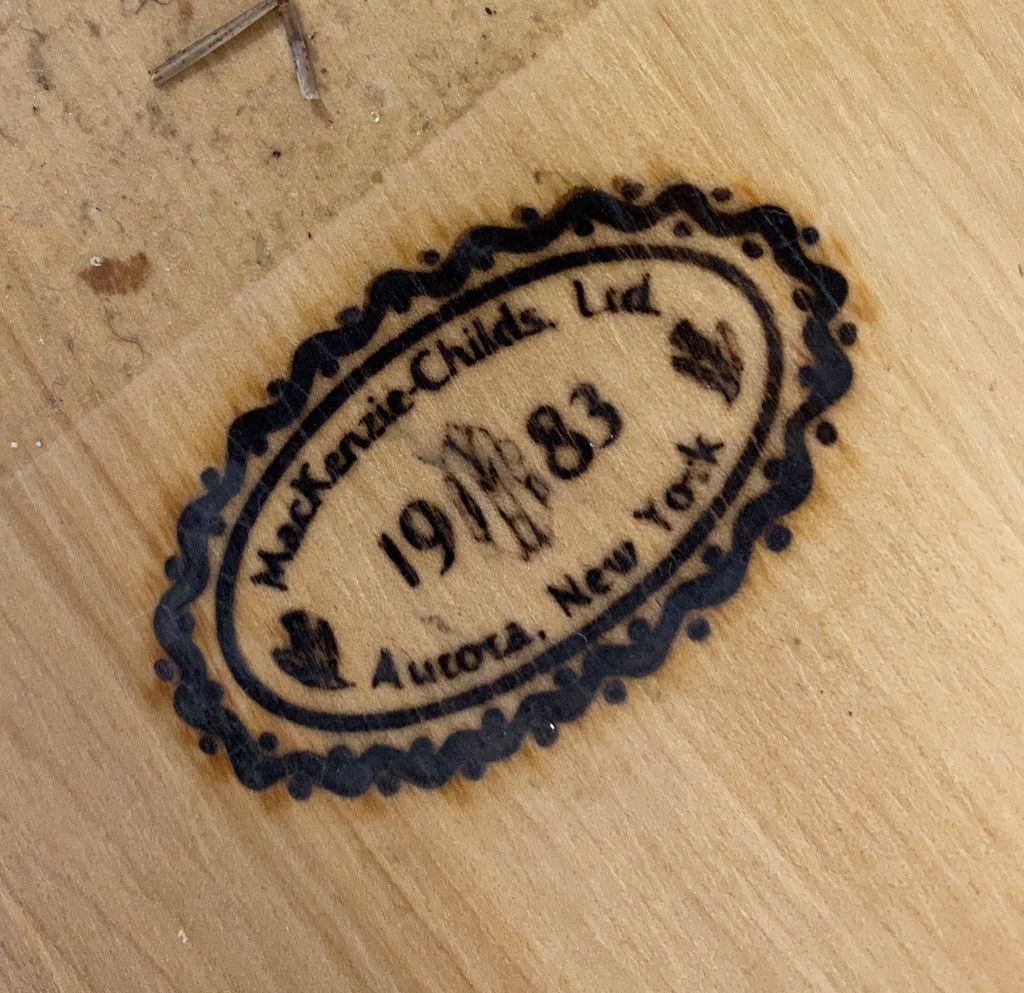 MacKenzie-Childs, Ltd.
19 83
Aurora, New York